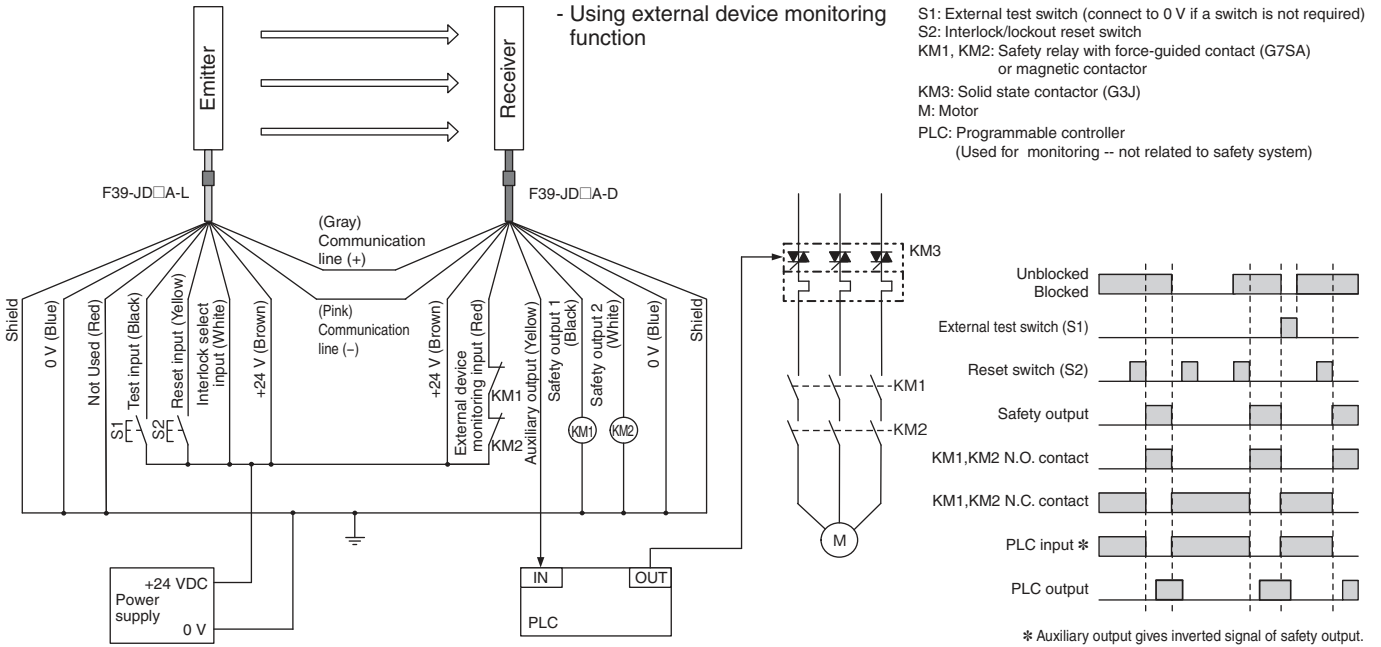 - Using external device monitoring
function
S1: External test switch (connect to 0 V if a switch is not required)
S2: Interlock/lockout reset switch
KM1, KM2: Safety relay with force-guided contact (G7SA)
or magnetic contactor
KM3: Solid state contactor (G3J)
M: Motor
PLC: Programmable controller
(Used for monitoring -- not related to safety system)
Emitter
Receiver
F39-JD□A-L
F39-JD□A-D
(Gray)
Communication
line (+)
(Pink)
Communication
line (−)
Shield
0 V (Blue)
Not Used (Red)
Test input (Black)
Reset input (Yellow)
Interlock select
input (White)
+24 V (Brown)
+24 V (Brown)
External device
monitoring input (Red)
Auxiliary output (Yellow)
Safety output 1
(Black)
Safety output 2
(White)
0 V (Blue)
Shield
S1
S2
KM1
KM2
KM1
KM2
KM3
KM1
KM2
M
+24 VDC
Power
supply
0 V
IN
OUT
PLC
Unblocked
Blocked
External test switch (S1)
Reset switch (S2)
Safety output
KM1,KM2 N.O. contact
KM1,KM2 N.C. contact
PLC input ✻
PLC output
✻ Auxiliary output gives inverted signal of safety output.